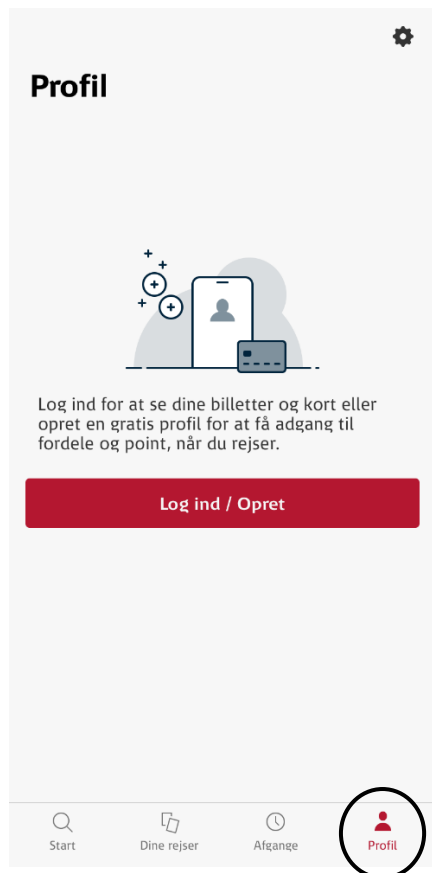 Profil
Log ind for at se dine billetter og kort eller
opret en gratis profil for at få adgang til
fordele og point, når du rejser.
Log ind / Opret
Start
Dine rejser
Afgange
Profil